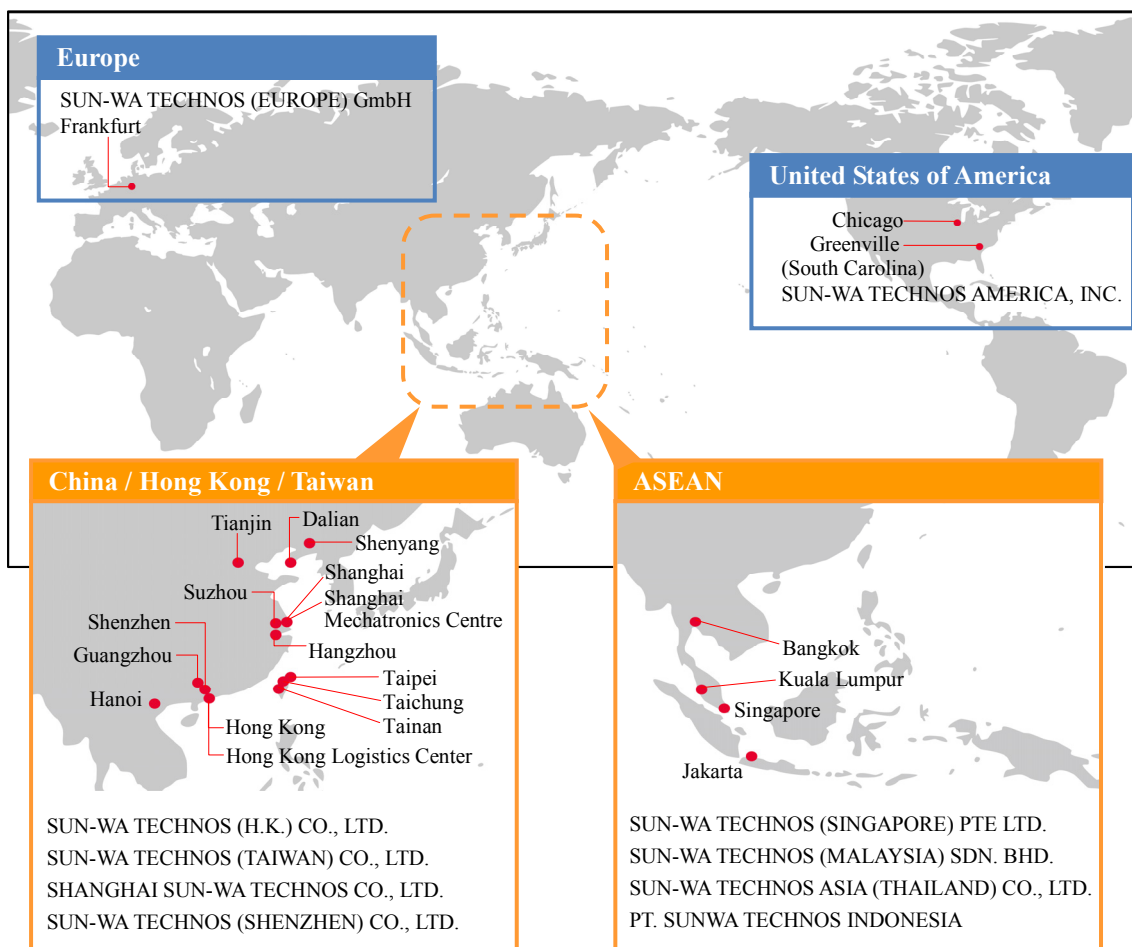 Europe
SUN-WA TECHNOS (EUROPE) GmbH
Frankfurt
United States of America
Chicago
Greenville
(South Carolina)
SUN-WA TECHNOS AMERICA, INC.
China / Hong Kong / Taiwan
Tianjin
Dalian
Shenyang
Shanghai
Suzhou
Shanghai
Mechatronics Centre
Shenzhen
Hangzhou
Guangzhou
Taipei
Hanoi
Taichung
Tainan
Hong Kong
Hong Kong Logistics Center
SUN-WA TECHNOS (H.K.) CO., LTD.
SUN-WA TECHNOS (TAIWAN) CO., LTD.
SHANGHAI SUN-WA TECHNOS CO., LTD.
SUN-WA TECHNOS (SHENZHEN) CO., LTD.
ASEAN
Bangkok
Kuala Lumpur
Singapore
Jakarta
SUN-WA TECHNOS (SINGAPORE) PTE LTD.
SUN-WA TECHNOS (MALAYSIA) SDN. BHD.
SUN-WA TECHNOS ASIA (THAILAND) CO., LTD.
PT. SUNWA TECHNOS INDONESIA